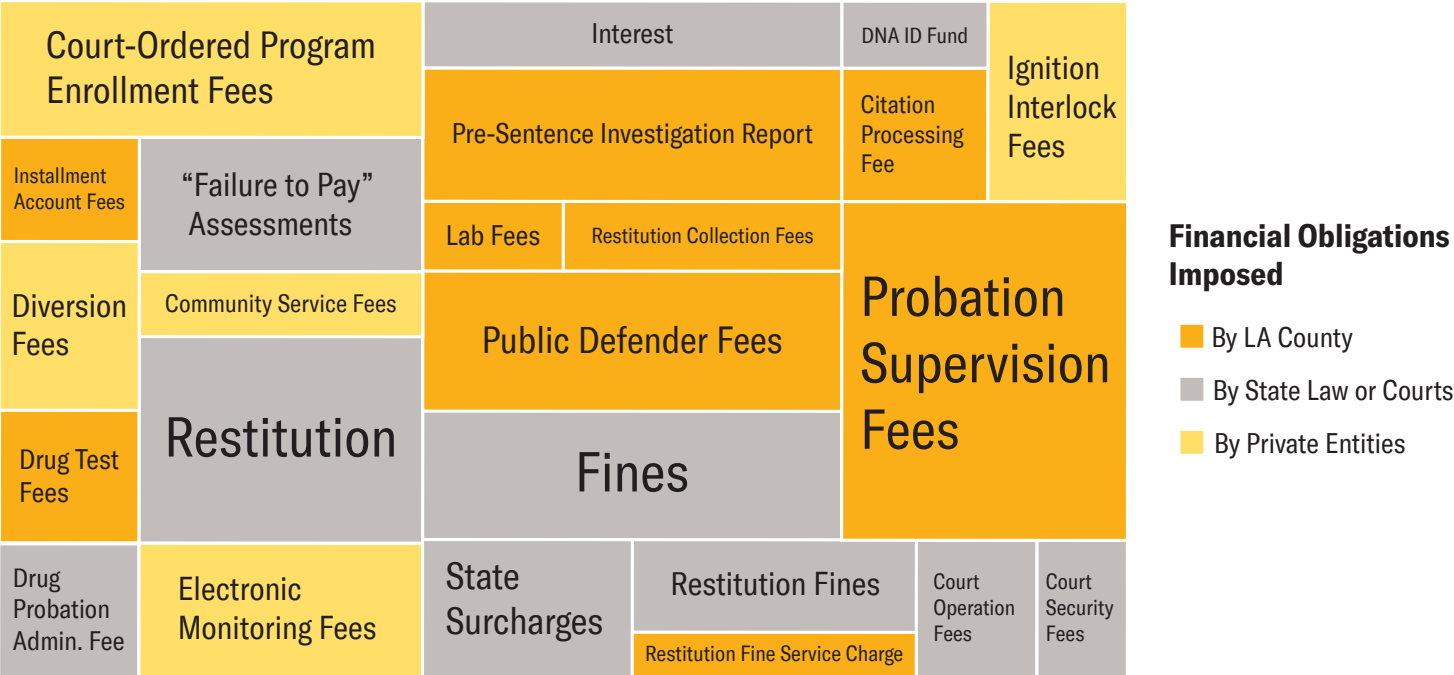 Court-Ordered Program
Enrollment Fees
Interest
DNA ID Fund
Ignition
Interlock
Fees
Pre-Sentence Investigation Report
Citation
Processing
Fee
Installment
Account Fees
“Failure to Pay”
Assessments
Lab Fees
Restitution Collection Fees
Probation
Supervision
Fees
Diversion
Fees
Community Service Fees
Public Defender Fees
Restitution
Drug Test
Fees
Fines
Drug
Probation
Admin. Fee
Electronic
Monitoring Fees
State
Surcharges
Restitution Fines
Restitution Fine Service Charge
Court
Operation
Fees
Court
Security
Fees
Financial Obligations
Imposed
By LA County
By State Law or Courts
By Private Entities